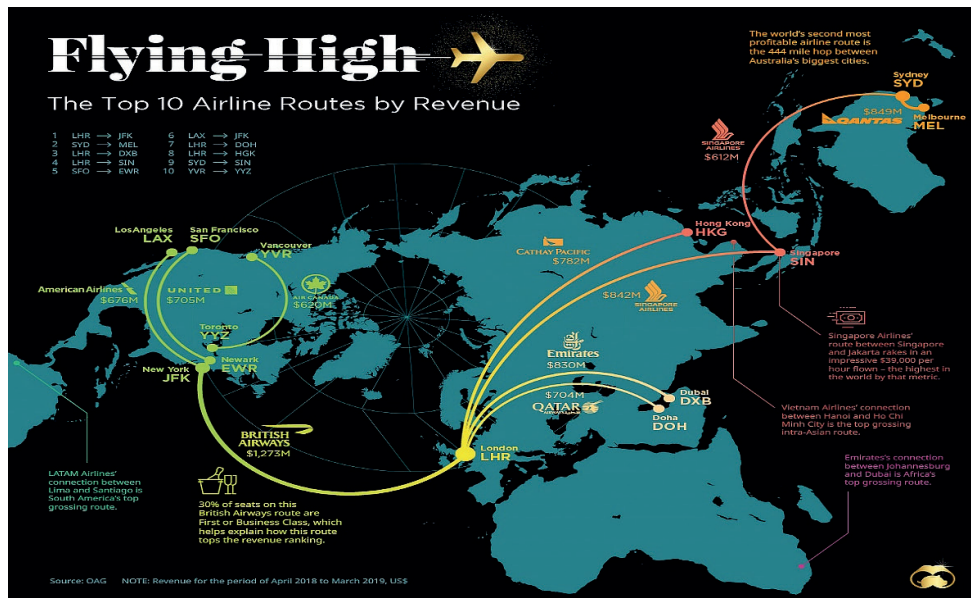 Flying High
The Top 10 Airline Routes by Revenue
1 LHR → JFK
2 SYD → MEL
3 LHR → DXB
4 LHR → SIN
5 SFO → EWR
6 LAX → JFK
7 LHR → DOH
8 LHR → HGK
9 SYD → SIN
10 YVR → YYZ
The world's second most
profitable airline route is
the 444 mile hop between
Australia's biggest cities.
Sydney
SYD
$849M
QANTAS
Melbourne
MEL
SINGAPORE
AIRLINES
$612M
Hong Kong
HKG
Singapore
SIN
CATHAY PACIFIC
$782M
$842M
SINGAPORE
AIRLINES
Los Angeles
LAX
San Francisco
SFO
Vancouver
YVR
American Airlines
$676M
UNITED
$705M
AIR CANADA
$620M
Toronto
YYZ
Newark
EWR
New York
JFK
Emirates
$830M
$704M
QATAR
AIRWAYS
Dubai
DXB
Doha
DOH
London
LHR
BRITISH
AIRWAYS
$1,273M
30% of seats on this
British Airways route are
First or Business Class, which
helps explain how this route
tops the revenue ranking.
LATAM Airlines'
connection between
Lima and Santiago is
South America's top
grossing route.
Singapore Airlines'
route between Singapore
and Jakarta rakes in an
impressive $39,000 per
hour flown – the highest in
the world by that metric.
Vietnam Airlines' connection
between Hanoi and Ho Chi
Minh City is the top grossing
intra-Asian route.
Emirates's connection
between Johannesburg
and Dubai is Africa's
top grossing route.
Source: OAG NOTE: Revenue for the period of April 2018 to March 2019, US$